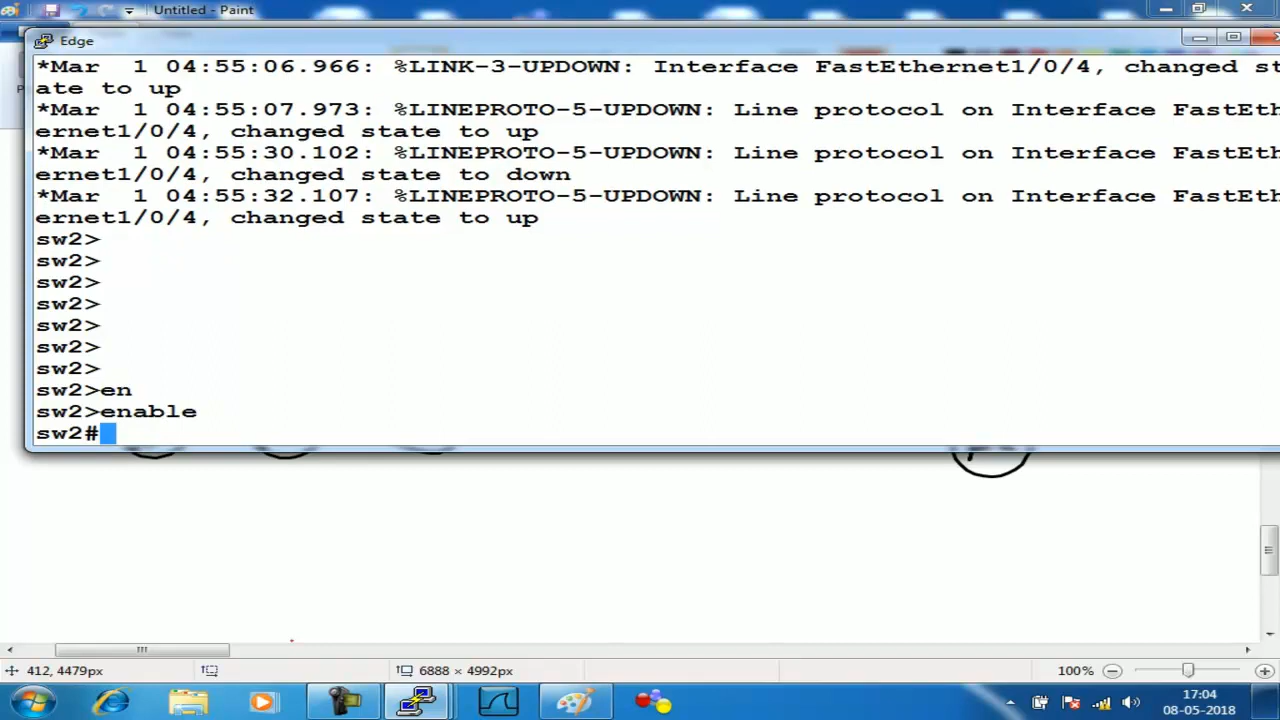 Untitled - Paint
Edge
*Mar  1 04:55:06.966: %LINK-3-UPDOWN: Interface FastEthernet1/0/4, changed st
ate to up
*Mar  1 04:55:07.973: %LINEPROTO-5-UPDOWN: Line protocol on Interface FastEth
ernet1/0/4, changed state to up
*Mar  1 04:55:30.102: %LINEPROTO-5-UPDOWN: Line protocol on Interface FastEth
ernet1/0/4, changed state to down
*Mar  1 04:55:32.107: %LINEPROTO-5-UPDOWN: Line protocol on Interface FastEth
ernet1/0/4, changed state to up
sw2>
sw2>
sw2>
sw2>
sw2>
sw2>
sw2>
sw2>en
sw2>enable
sw2#
412, 4479px
6888 × 4992px
100%
17:04
08-05-2018